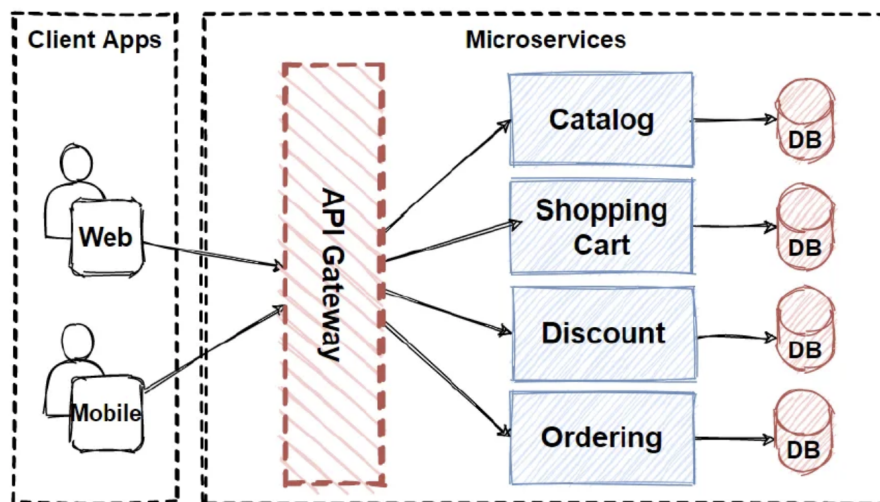 Client Apps
Microservices
Web
Mobile
API Gateway
Catalog
DB
Shopping
Cart
DB
Discount
DB
Ordering
DB